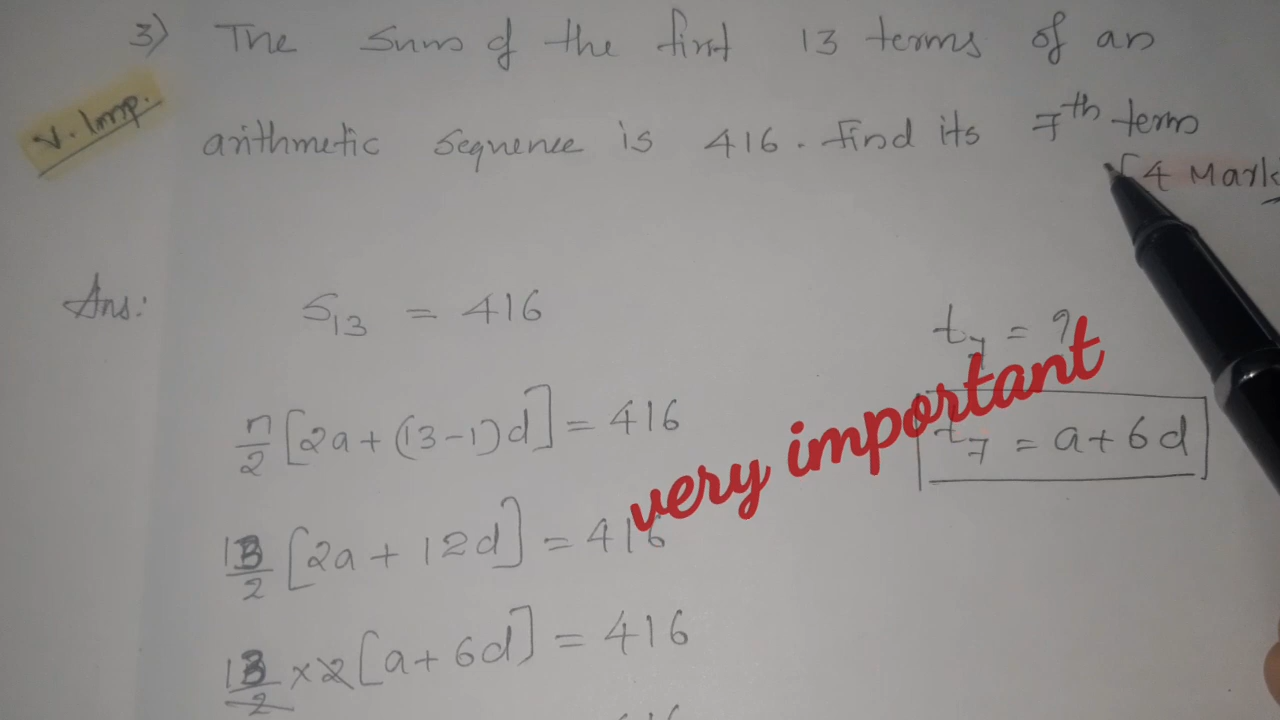 3) The sum of the first 13 terms of an
V. Imp.
arithmetic sequence is 416. Find its 7th term
[4 Mark
Ans: S13 = 416
t7 = ?
n/2 [2a + (13-1)d] = 416
t7 = a+6d
very important
13/2 [2a + 12d] = 416
13/2 × 2 [a+ 6d] = 416